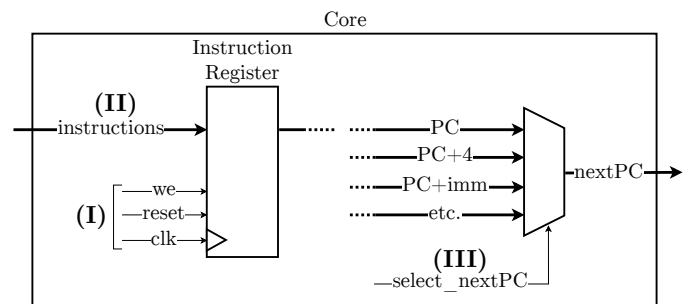 Core
Instruction
Register
(II)
instructions
PC
PC+4
we
PC+imm
nextPC
(I)
reset
etc.
clk
(III)
select_nextPC